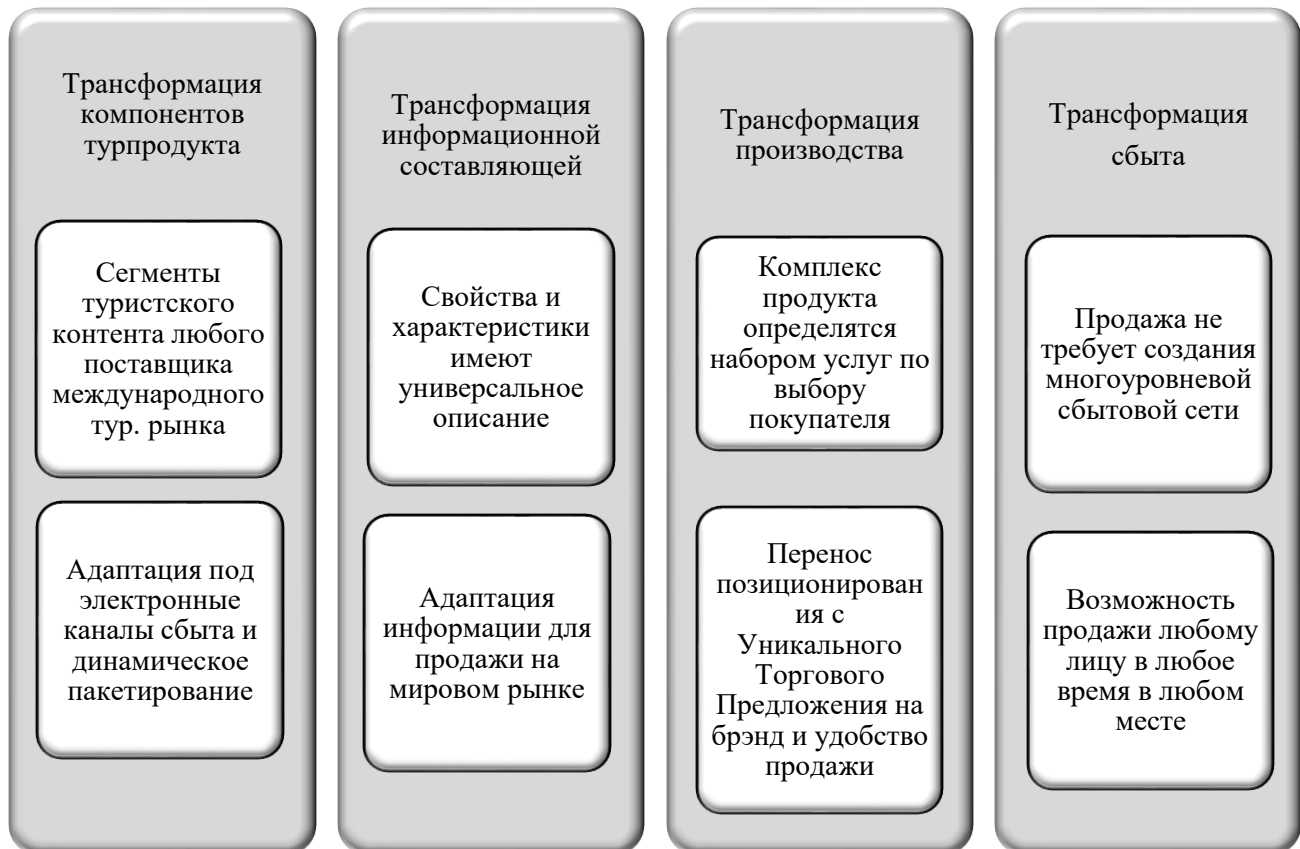 Трансформация
компонентов
турпродукта
Сегменты
туристского
контента любого
поставщика
международного
тур. рынка
Адаптация под
электронные
каналы сбыта и
динамическое
пакетирование
Трансформация
информационной
составляющей
Свойства и
характеристики
имеют
универсальное
описание
Адаптация
информации для
продажи на
мировом рынке
Трансформация
производства
Комплекс
продукта
определятся
набором услуг по
выбору
покупателя
Перенос
позиционирован
ия с
Уникального
Торгового
Предложения на
брэнд и удобство
продажи
Трансформация
сбыта
Продажа не
требует создания
многоуровневой
сбытовой сети
Возможность
продажи любому
лицу в любое
время в любом
месте